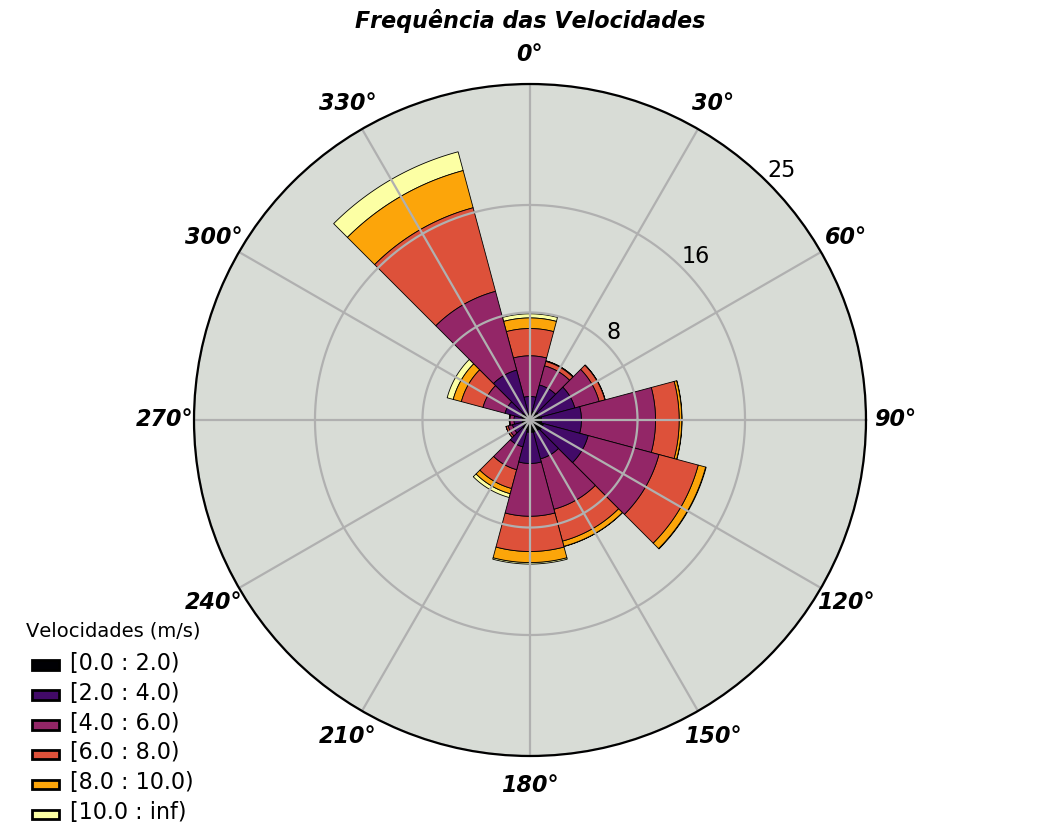 Frequência das Velocidades
0°
330°
30°
25
300°
60°
16
8
270°
90°
240°
120°
210°
150°
180°
Velocidades (m/s)
[0.0 : 2.0)
[2.0 : 4.0)
[4.0 : 6.0)
[6.0 : 8.0)
[8.0 : 10.0)
[10.0 : inf)